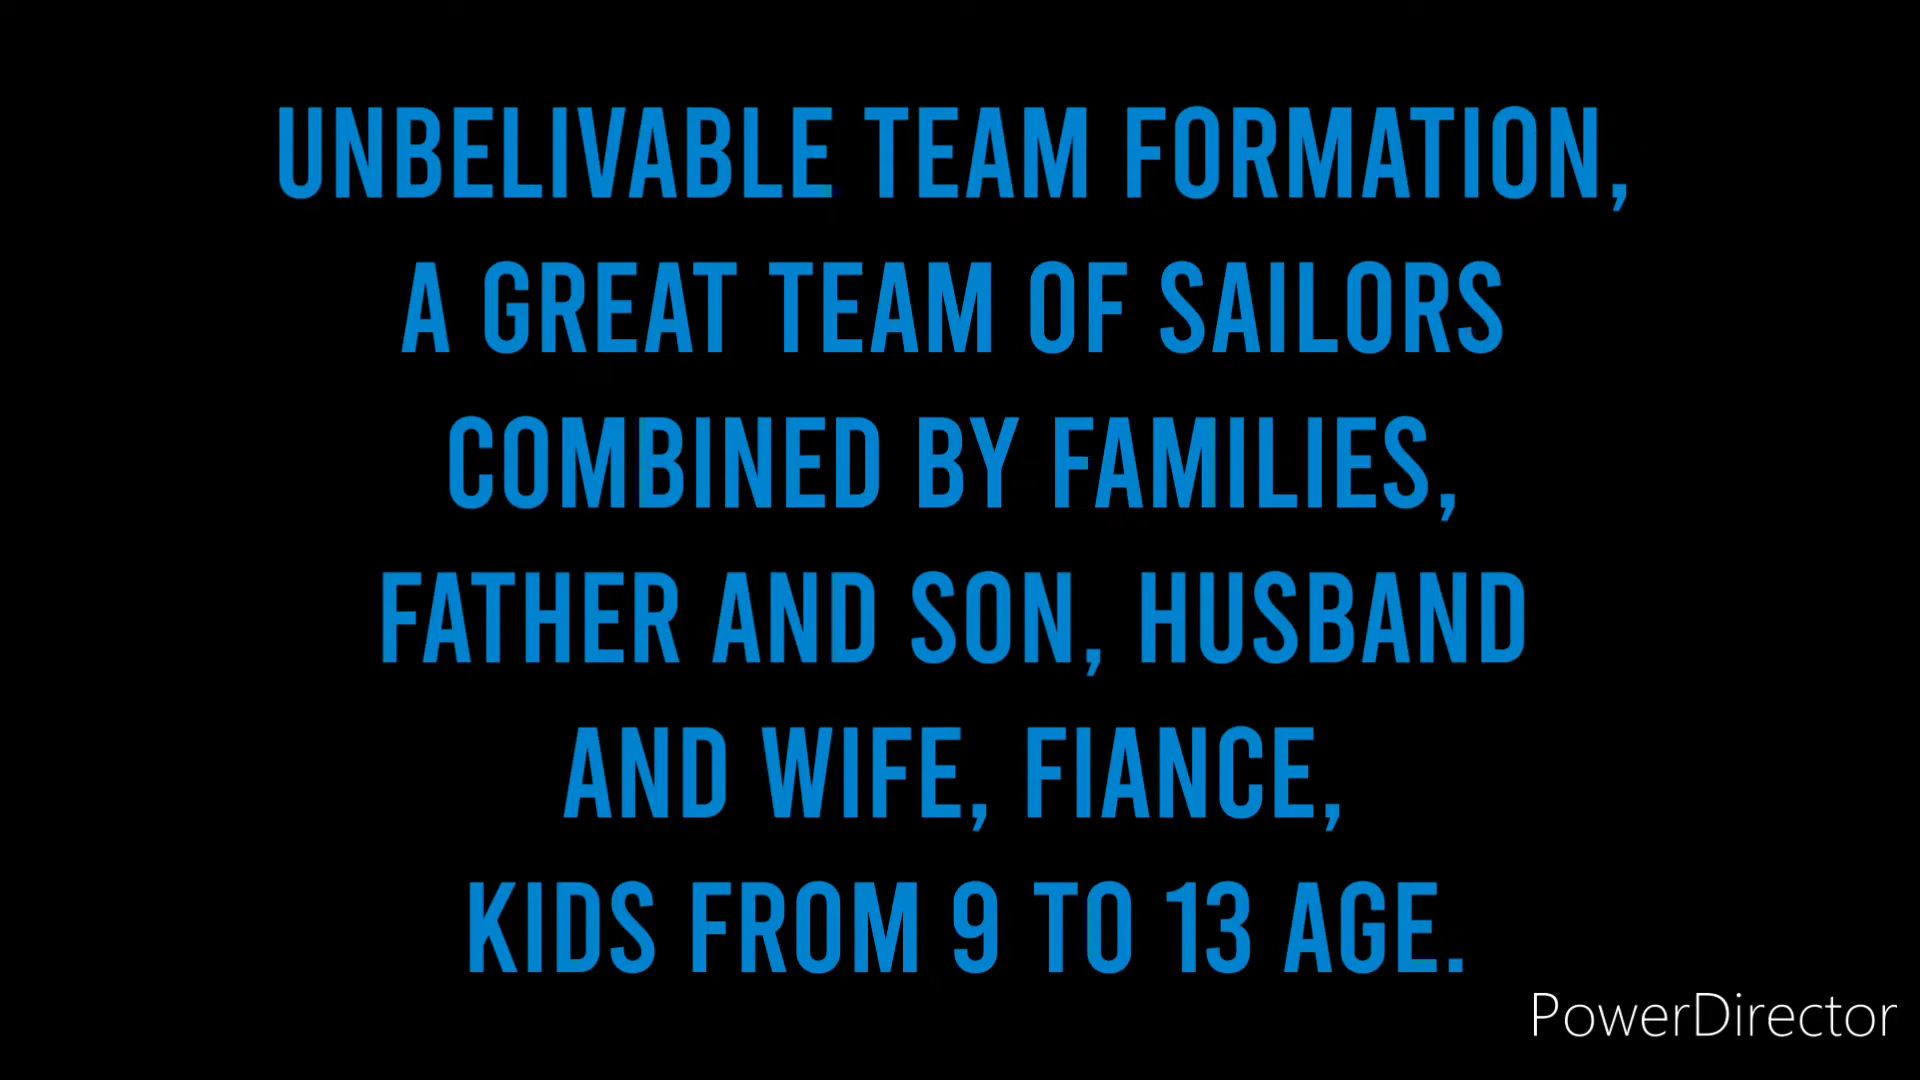 UNBELIVABLE TEAM FORMATION,
A GREAT TEAM OF SAILORS
COMBINED BY FAMILIES,
FATHER AND SON, HUSBAND
AND WIFE, FIANCE,
KIDS FROM 9 TO 13 AGE.
PowerDirector